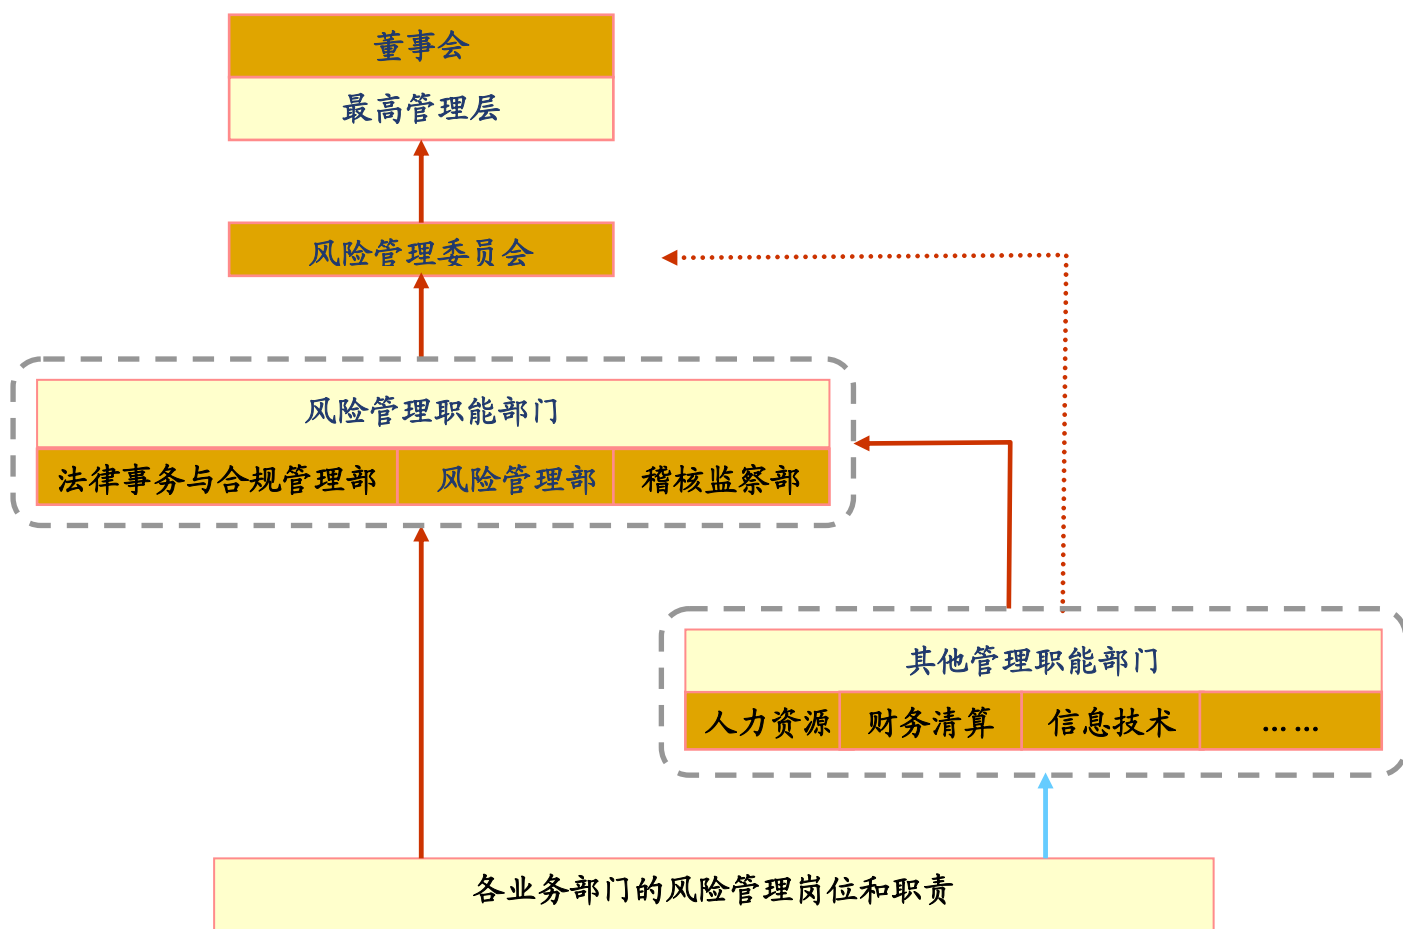 董事会
最高管理层
风险管理委员会
风险管理职能部门
法律事务与合规管理部 风险管理部 稽核监察部
其他管理职能部门
人力资源 财务清算 信息技术 ... ...
各业务部门的风险管理岗位和职责